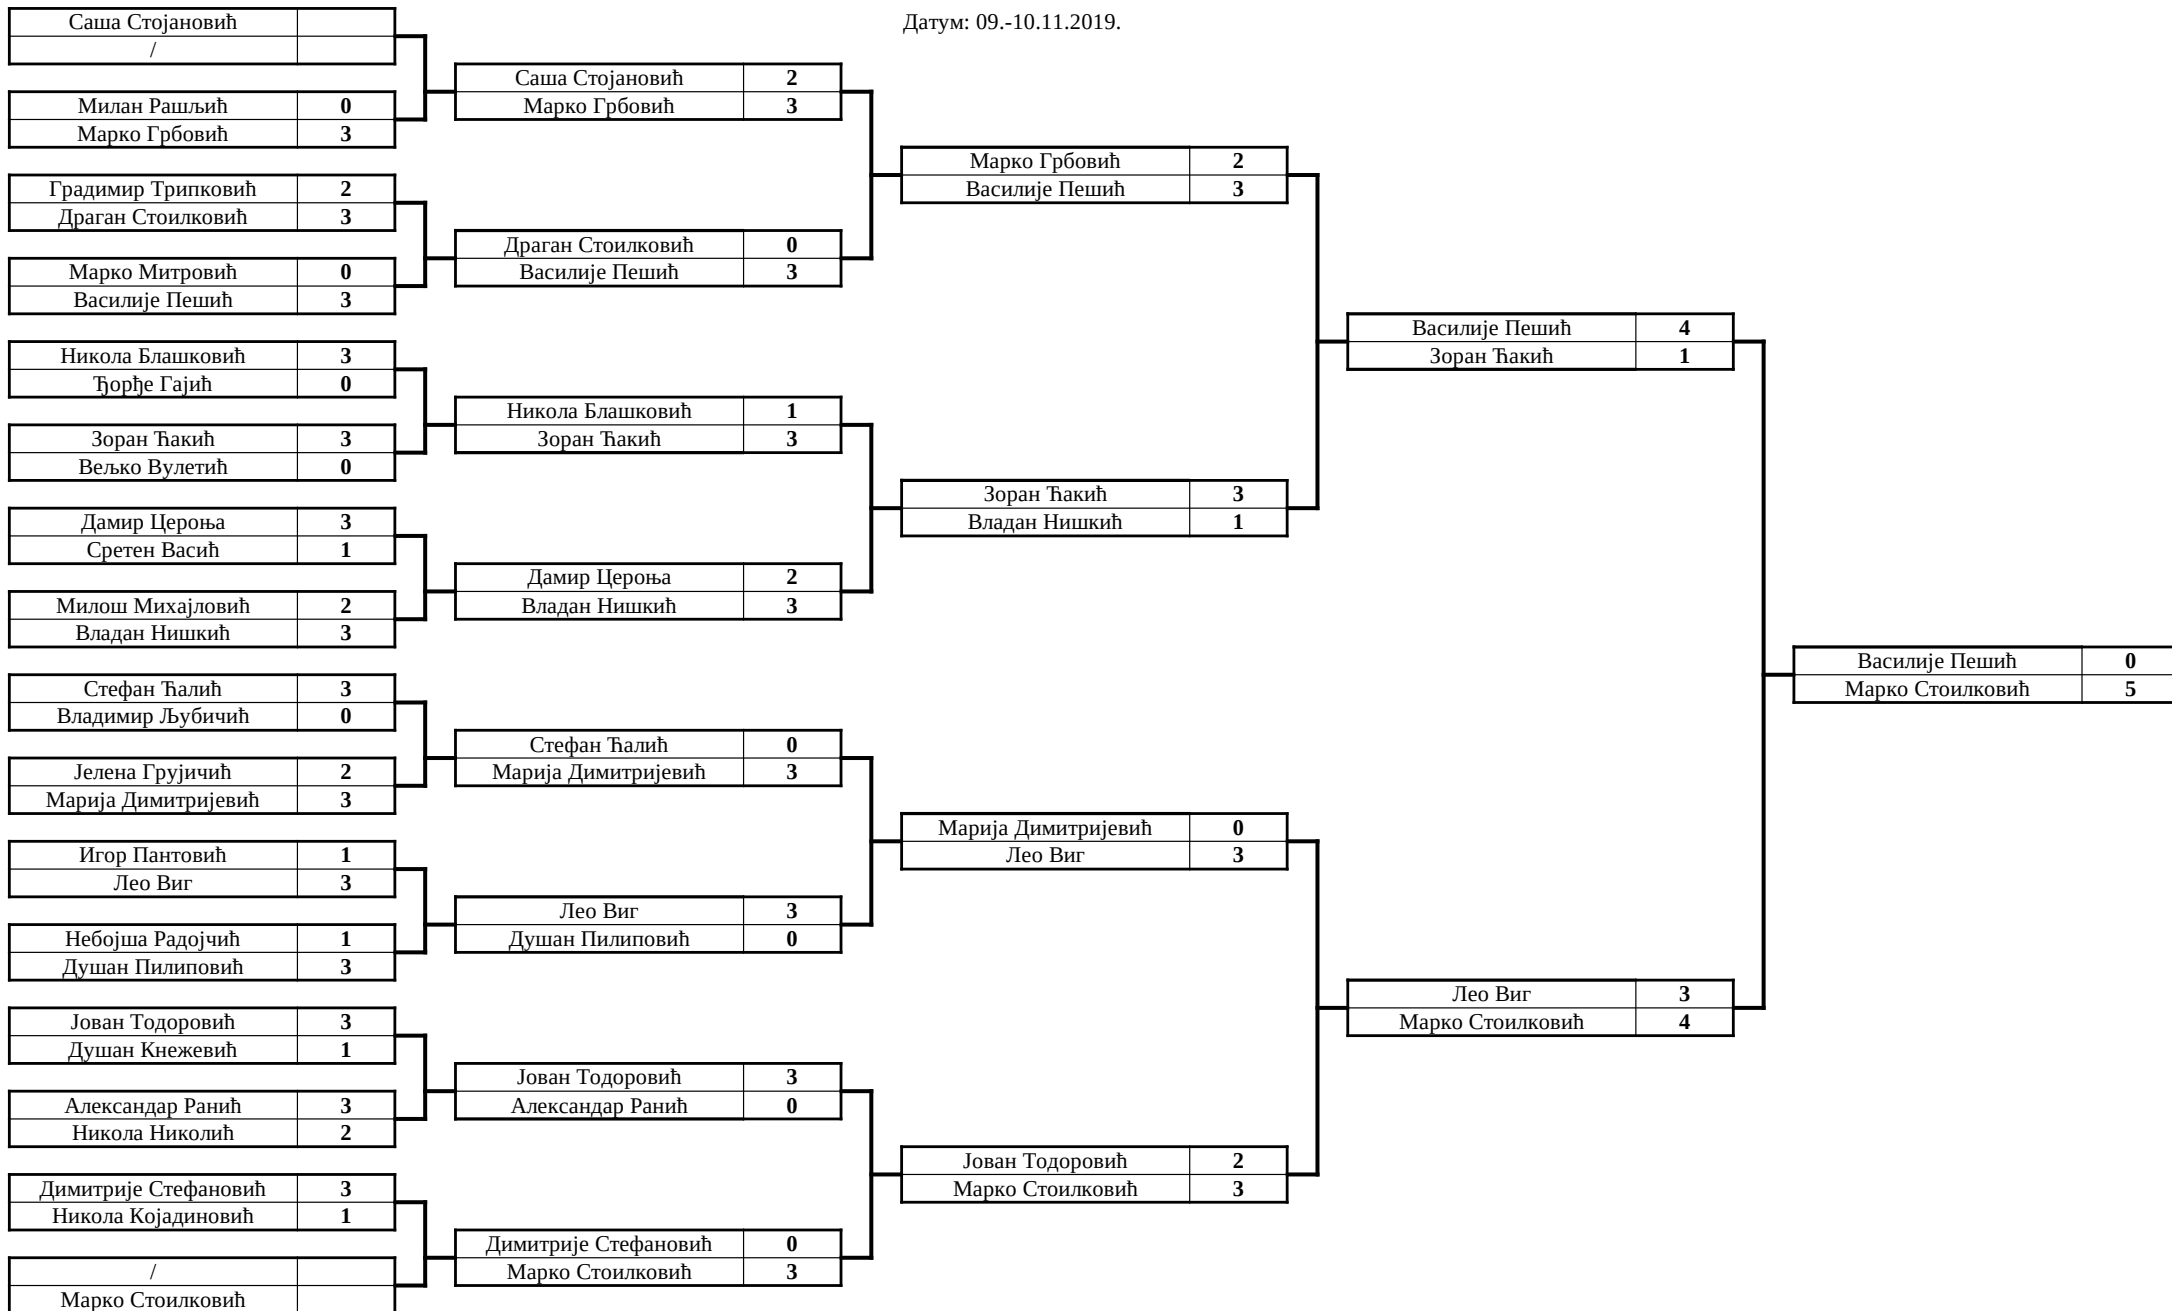 Датум: 09.-10.11.2019.
Саша Стојановић
/
Милан Рашљић 0
Марко Грбовић 3
Градимир Трипковић 2
Драган Стоилковић 3
Марко Митровић 0
Василије Пешић 3
Никола Блашковић 3
Ђорђе Гајић 0
Зоран Ћакић 3
Вељко Вулетић 0
Дамир Цероња 3
Сретен Васић 1
Милош Михајловић 2
Владан Нишкић 3
Стефан Ћалић 3
Владимир Љубичић 0
Јелена Грујичић 2
Марија Димитријевић 3
Игор Пантовић 1
Лео Виг 3
Небојша Радојчић 1
Душан Пилиповић 3
Јован Тодоровић 3
Душан Кнежевић 1
Александар Ранић 3
Никола Николић 2
Димитрије Стефановић 3
Никола Којадиновић 1
/
Марко Стоилковић
Саша Стојановић 2
Марко Грбовић 3
Драган Стоилковић 0
Василије Пешић 3
Никола Блашковић 1
Зоран Ћакић 3
Дамир Цероња 2
Владан Нишкић 3
Стефан Ћалић 0
Марија Димитријевић 3
Лео Виг 3
Душан Пилиповић 0
Јован Тодоровић 3
Александар Ранић 0
Димитрије Стефановић 0
Марко Стоилковић 3
Марко Грбовић 2
Василије Пешић 3
Зоран Ћакић 3
Владан Нишкић 1
Марија Димитријевић 0
Лео Виг 3
Јован Тодоровић 2
Марко Стоилковић 3
Василије Пешић 4
Зоран Ћакић 1
Лео Виг 3
Марко Стоилковић 4
Василије Пешић 0
Марко Стоилковић 5